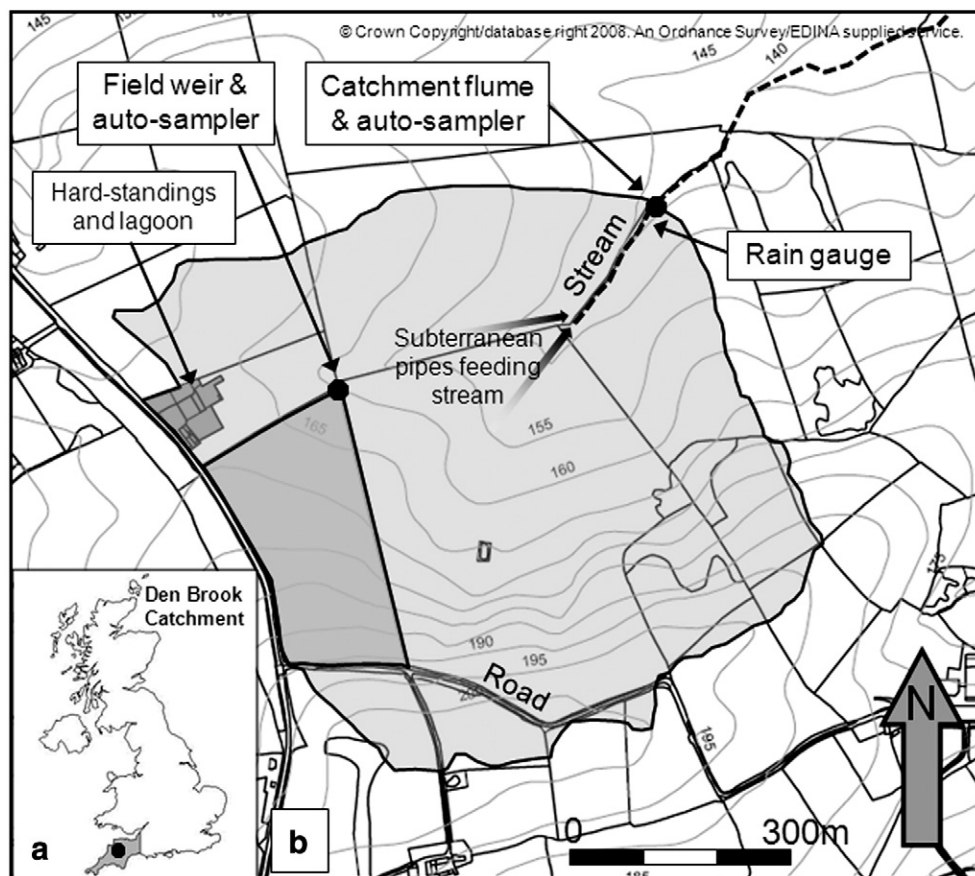 © Crown Copyright/database right 2008. An Ordnance Survey/EDINA supplied service.
145
145
140
Field weir &
auto-sampler
Catchment flume
& auto-sampler
Hard-standings
and lagoon
Rain gauge
Stream
Subterranean
pipes feeding
stream
165
155
160
175
190
195
Road
195
Den Brook
Catchment
a
b
0
300m
N
185